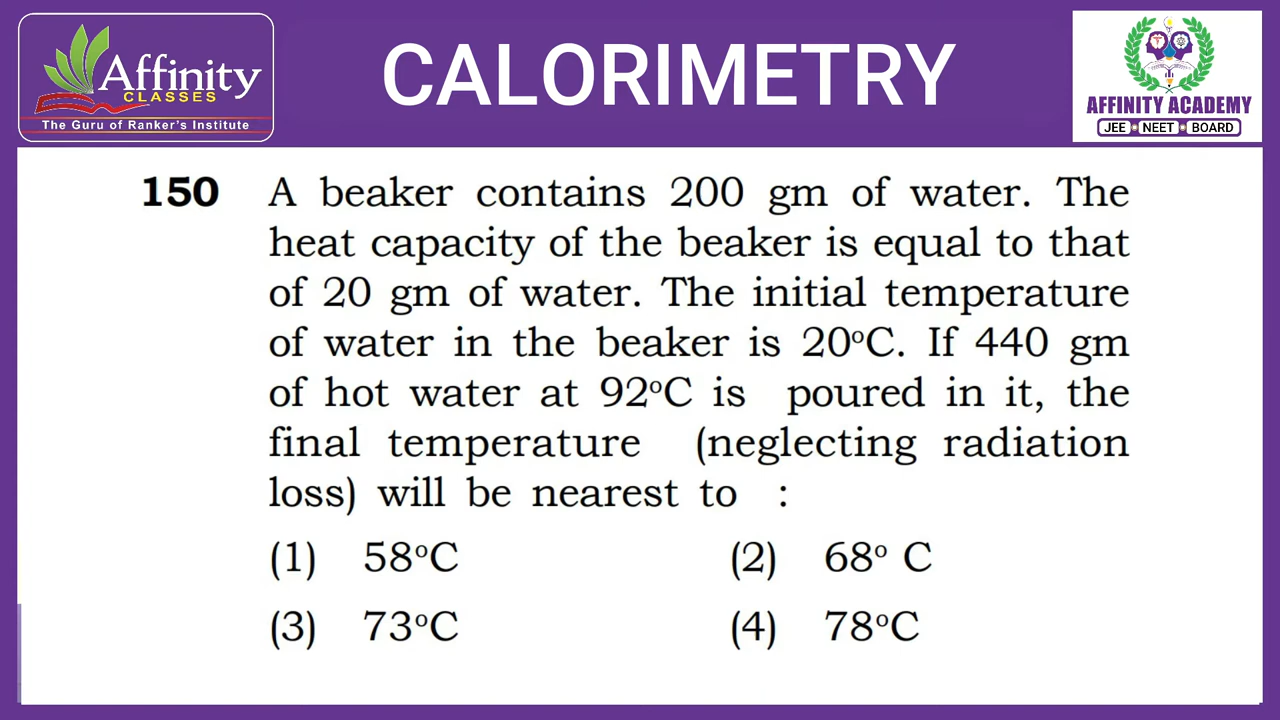 Affinity
CLASSES
The Guru of Ranker's Institute
CALORIMETRY
AFFINITY ACADEMY
JEE NEET BOARD
150 A beaker contains 200 gm of water. The
heat capacity of the beaker is equal to that
of 20 gm of water. The initial temperature
of water in the beaker is 20°C. If 440 gm
of hot water at 92°C is poured in it, the
final temperature (neglecting radiation
loss) will be nearest to :
(1) 58°C (2) 68° C
(3) 73°C (4) 78°C